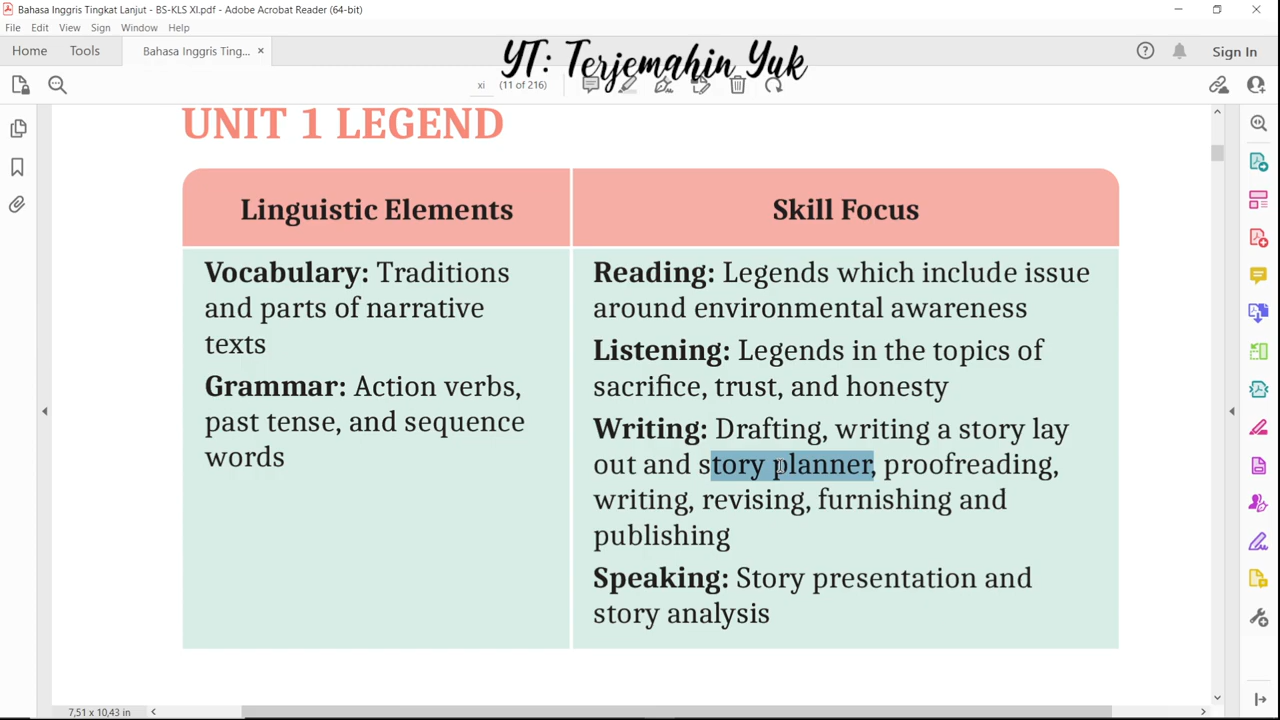 Bahasa Inggris Tingkat Lanjut - BS-KLS XI.pdf - Adobe Acrobat Reader (64-bit)
File Edit View Sign Window Help
Home Tools Bahasa Inggris Ting... × Sign In
YT: Terjemahin Yuk
xi (11 of 216)
UNIT 1 LEGEND
Linguistic Elements
Vocabulary: Traditions
and parts of narrative
texts
Grammar: Action verbs,
past tense, and sequence
words
Skill Focus
Reading: Legends which include issue
around environmental awareness
Listening: Legends in the topics of
sacrifice, trust, and honesty
Writing: Drafting, writing a story lay
out and story planner, proofreading,
writing, revising, furnishing and
publishing
Speaking: Story presentation and
story analysis
7,51 x 10,43 in